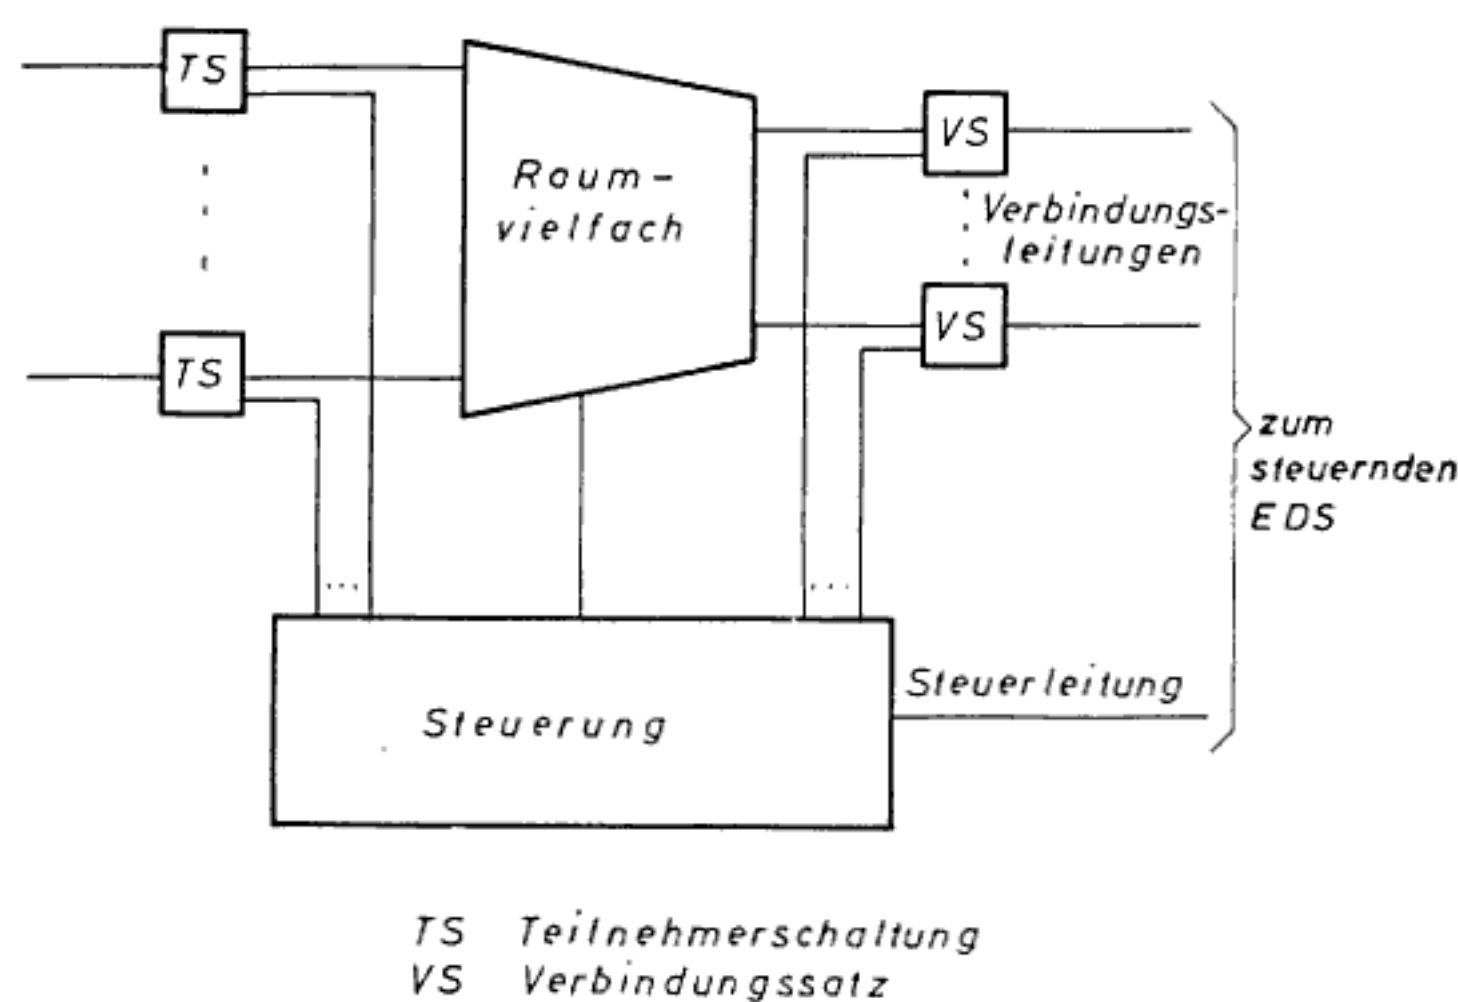 TS
Raum-
vielfach
VS
Verbindungs-
leitungen
TS
VS
zum
steuernden
EDS
Steuerleitung
Steuerung
TS Teilnehmerschaltung
VS Verbindungssatz